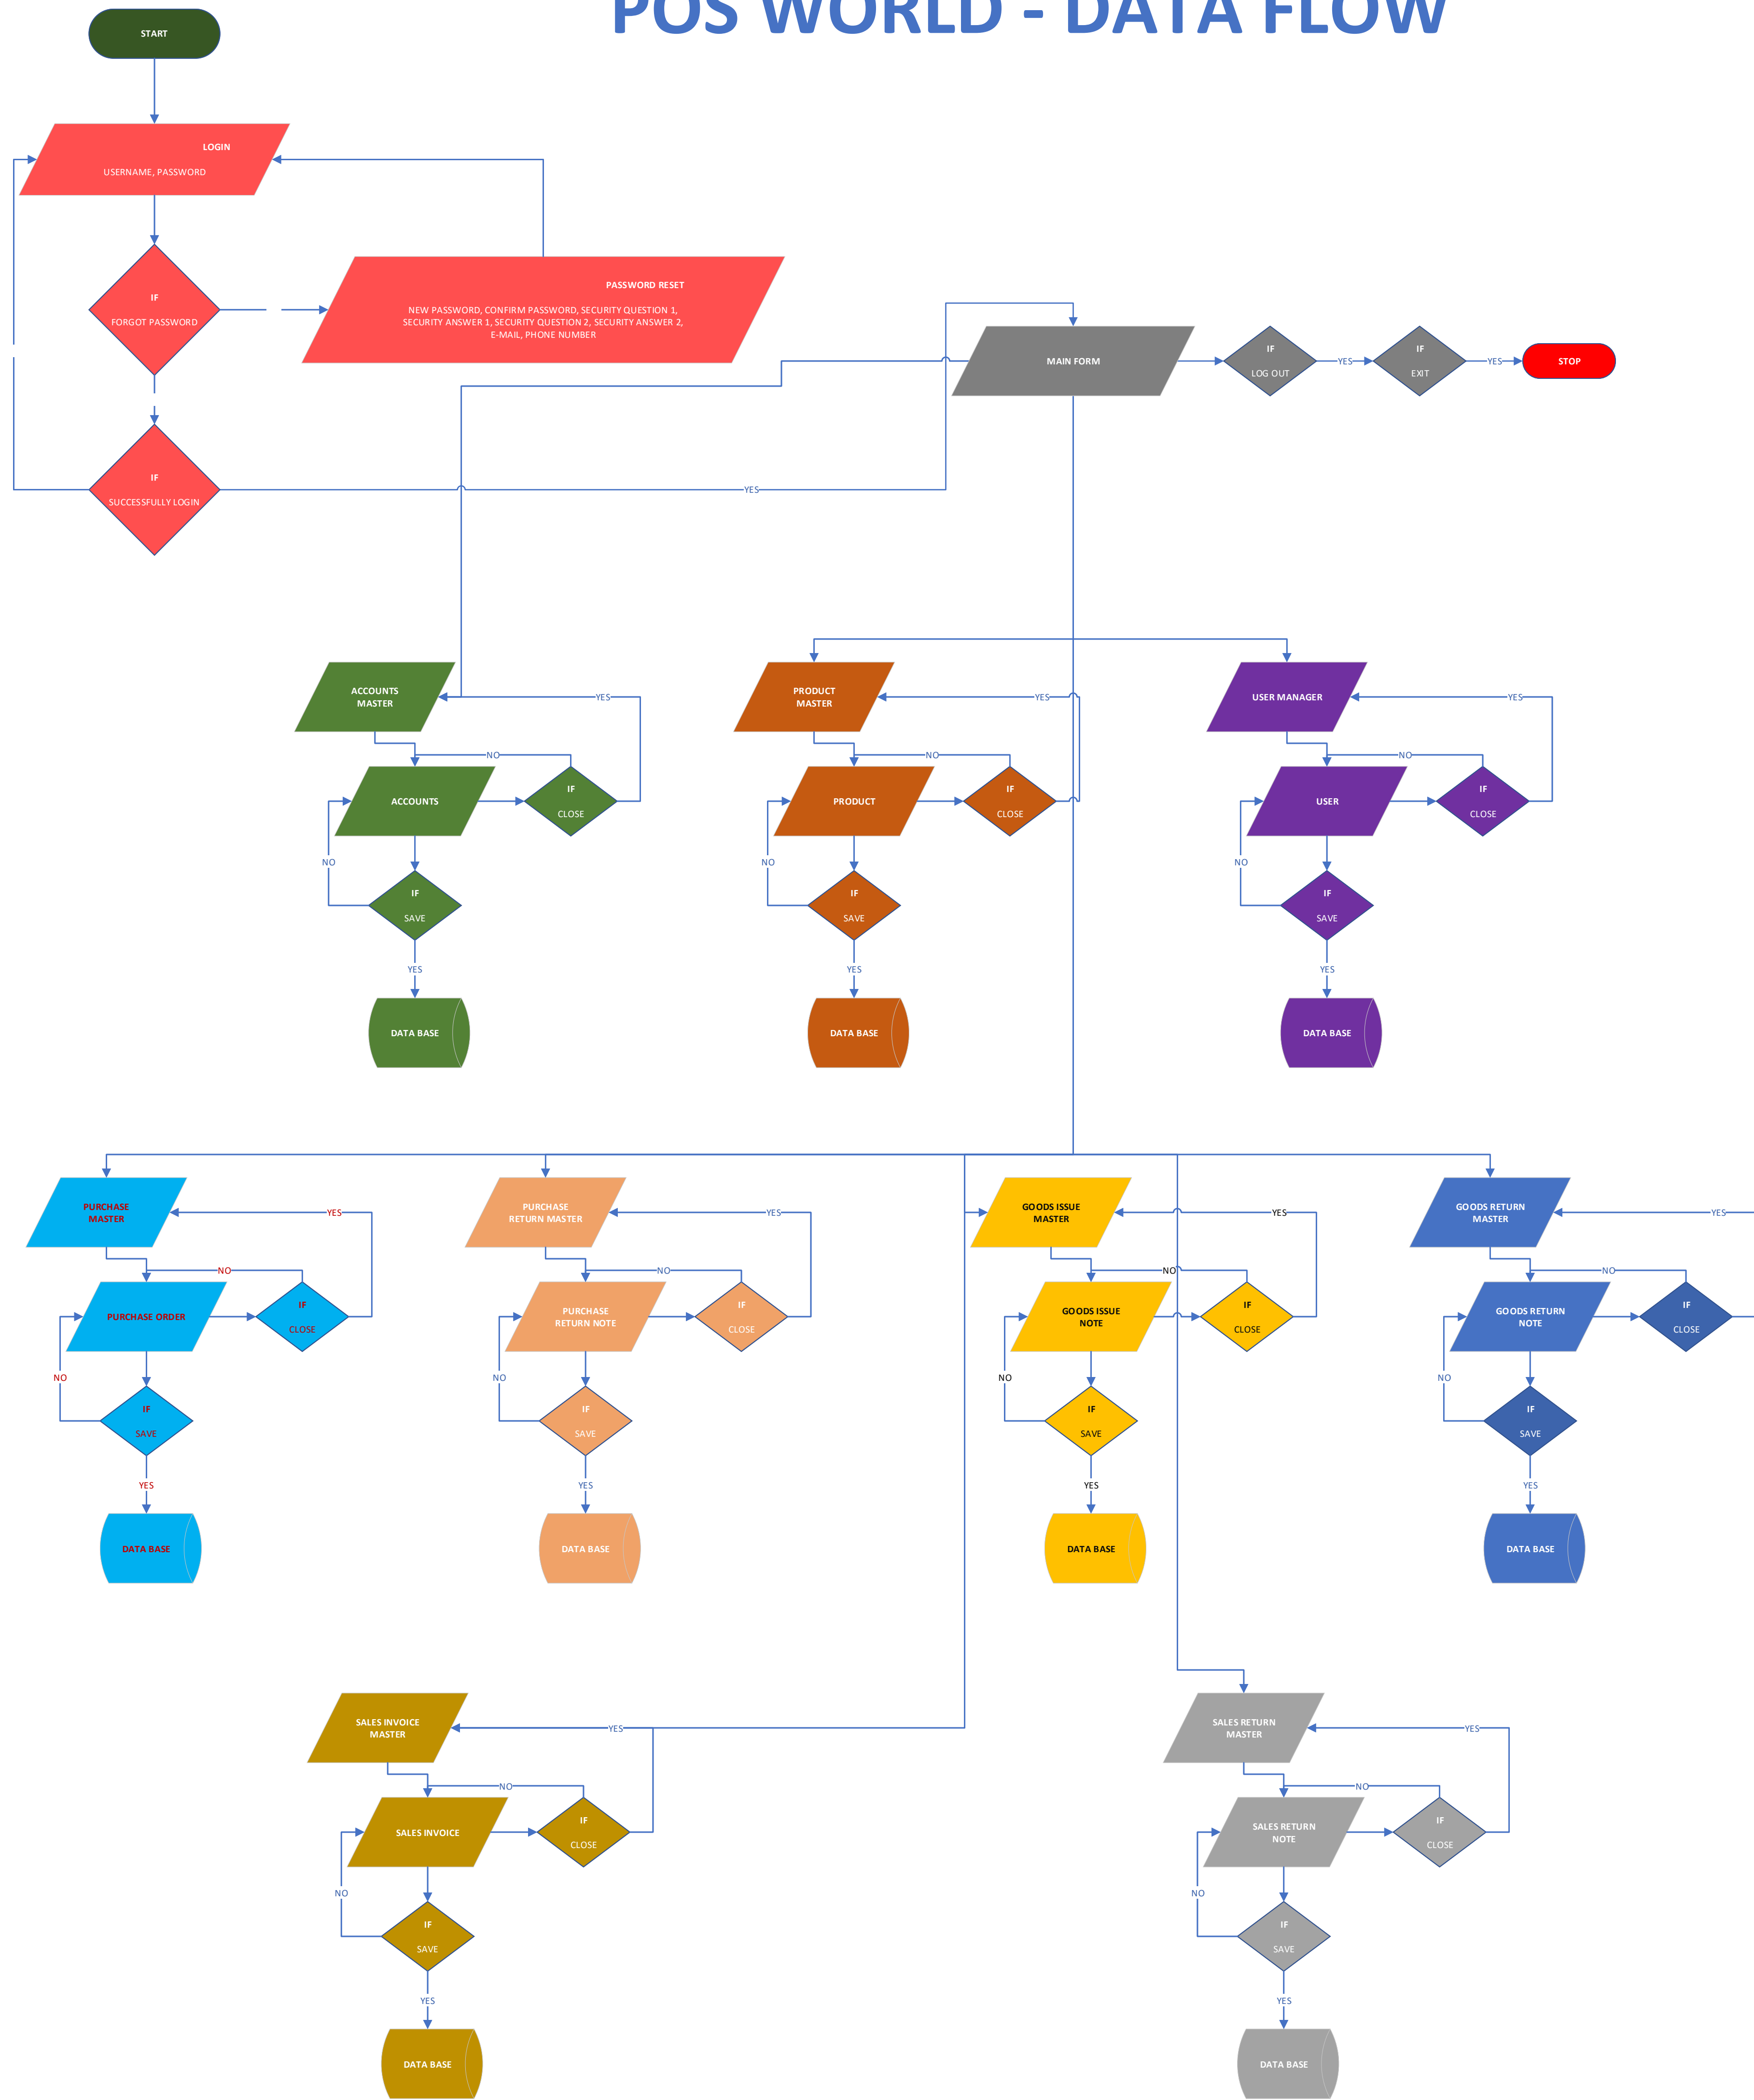 POS WORLD - DATA FLOW
START
LOGIN
USERNAME, PASSWORD
IF
FORGOT PASSWORD
PASSWORD RESET
NEW PASSWORD, CONFIRM PASSWORD, SECURITY QUESTION 1,
SECURITY ANSWER 1, SECURITY QUESTION 2, SECURITY ANSWER 2,
E-MAIL, PHONE NUMBER
MAIN FORM
IF
LOG OUT
YES
IF
EXIT
YES
STOP
IF
SUCCESSFULLY LOGIN
YES
ACCOUNTS
MASTER
YES
NO
ACCOUNTS
IF
CLOSE
NO
IF
SAVE
YES
DATA BASE
PRODUCT
MASTER
YES
NO
PRODUCT
IF
CLOSE
NO
IF
SAVE
YES
DATA BASE
USER MANAGER
YES
NO
USER
IF
CLOSE
NO
IF
SAVE
YES
DATA BASE
PURCHASE
MASTER
YES
NO
PURCHASE ORDER
IF
CLOSE
NO
IF
SAVE
YES
DATA BASE
PURCHASE
RETURN MASTER
YES
NO
PURCHASE
RETURN NOTE
IF
CLOSE
NO
IF
SAVE
YES
DATA BASE
GOODS ISSUE
MASTER
YES
NO
GOODS ISSUE
NOTE
IF
CLOSE
NO
IF
SAVE
YES
DATA BASE
GOODS RETURN
MASTER
YES
NO
GOODS RETURN
NOTE
IF
CLOSE
NO
IF
SAVE
YES
DATA BASE
SALES INVOICE
MASTER
YES
NO
SALES INVOICE
IF
CLOSE
NO
IF
SAVE
YES
DATA BASE
SALES RETURN
MASTER
YES
NO
SALES RETURN
NOTE
IF
CLOSE
NO
IF
SAVE
YES
DATA BASE